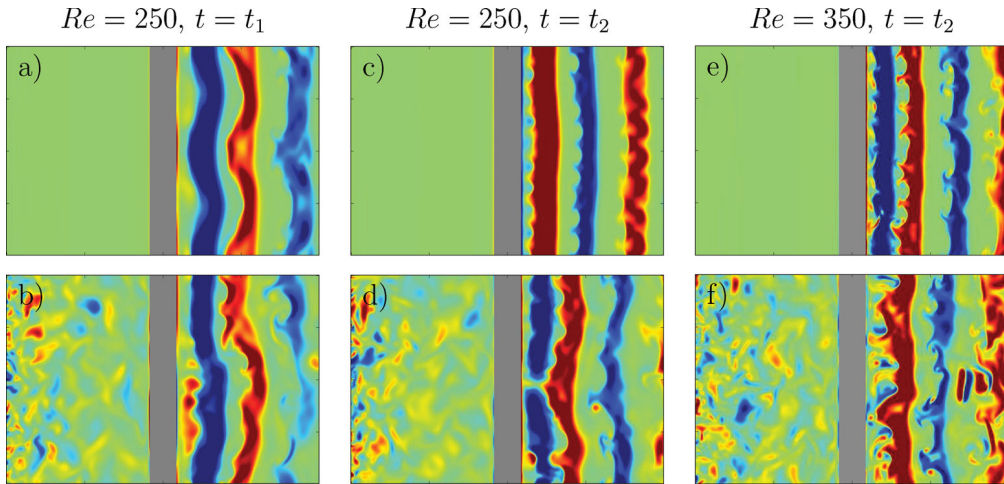 Re = 250, t = t₁
Re = 250, t = t₂
Re = 350, t = t₂
a)
c)
e)
b)
d)
f)